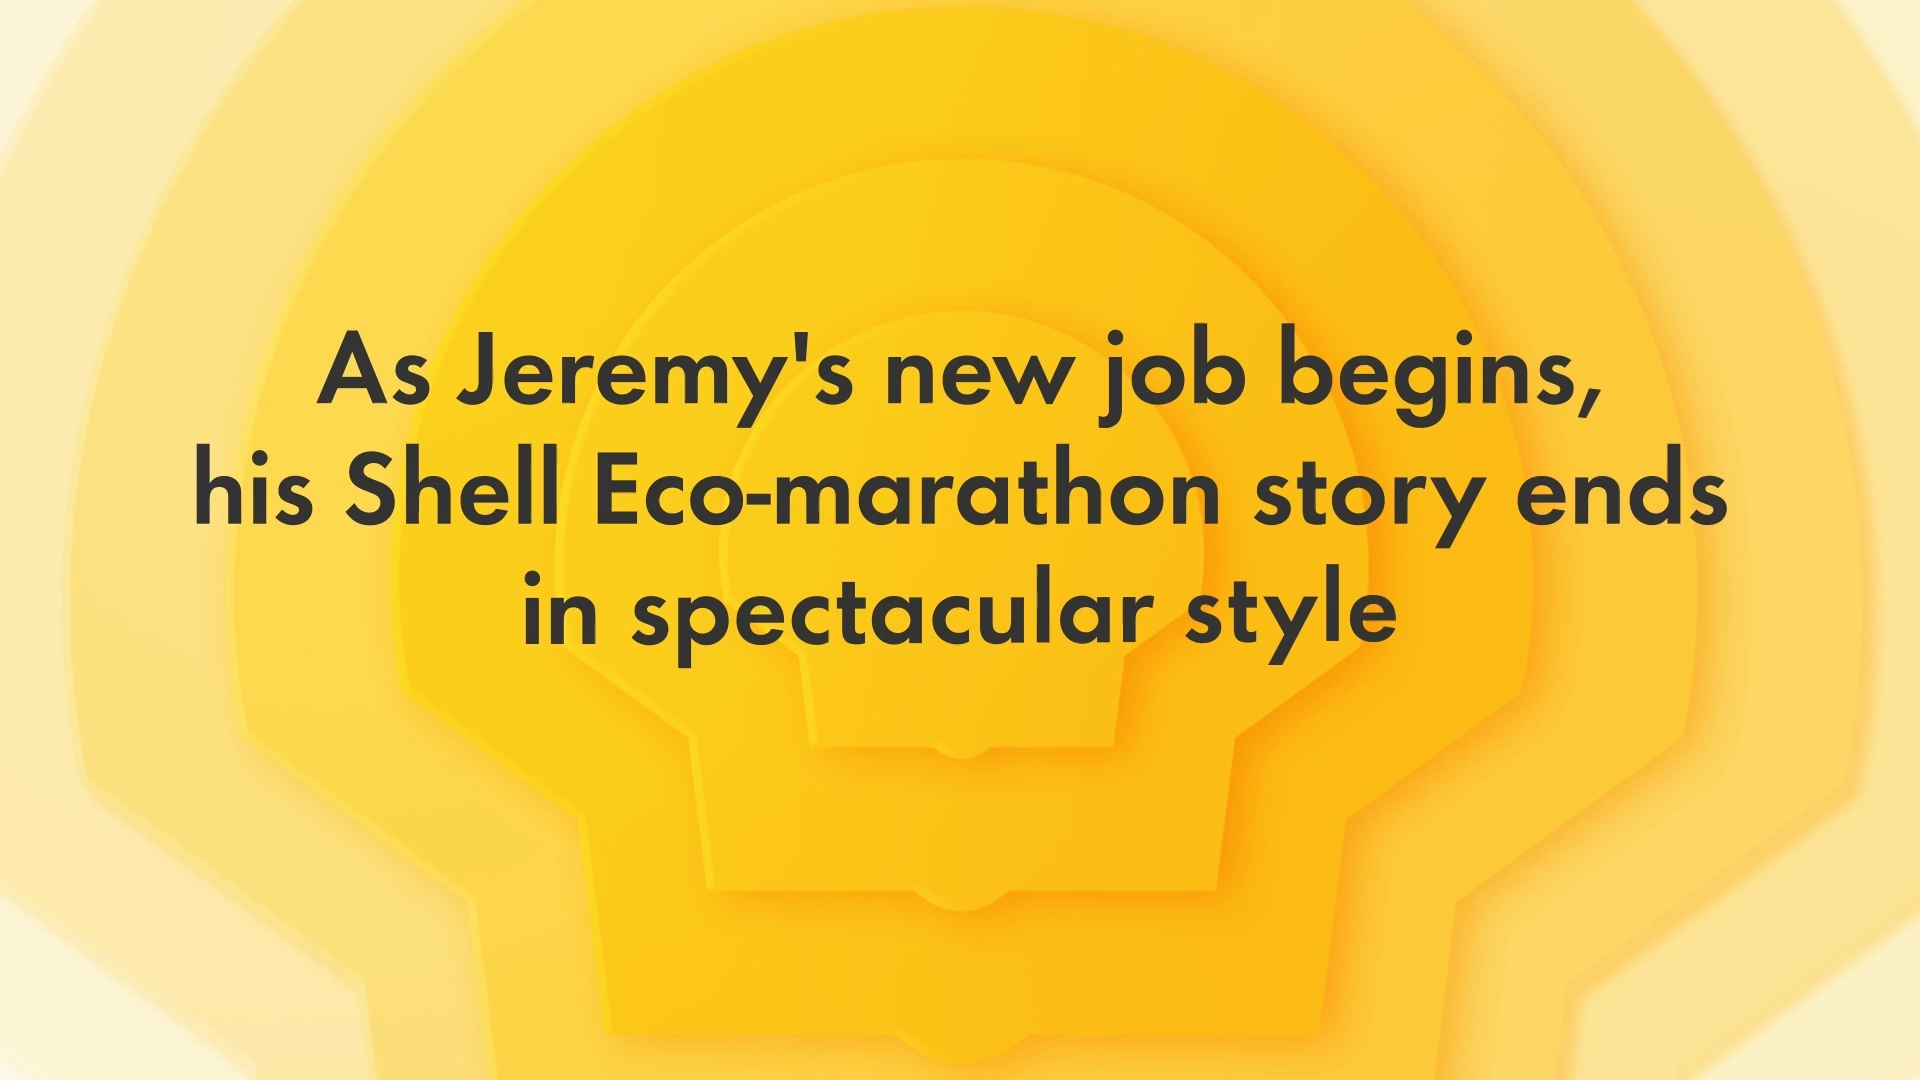 As Jeremy's new job begins,
his Shell Eco-marathon story ends
in spectacular style